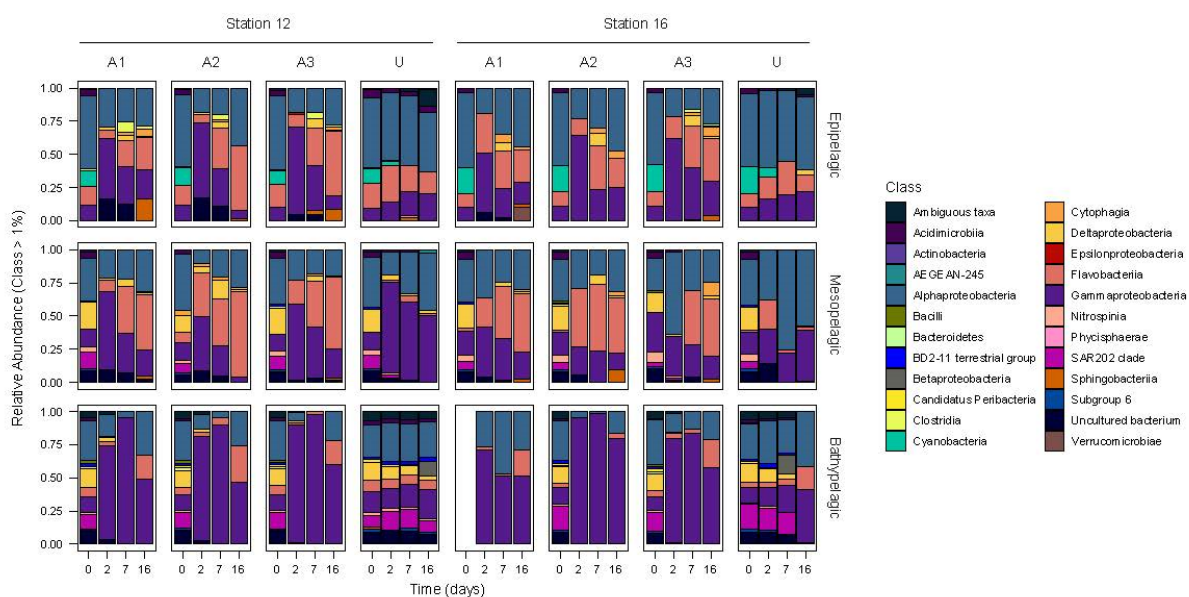 Station 12 Station 16
A1 A2 A3 U A1 A2 A3 U
1.00
0.75
0.50
0.25
0.00
Epipelagic
1.00
0.75
0.50
0.25
0.00
Mesopelagic
1.00
0.75
0.50
0.25
0.00
Bathypelagic
Relative Abundance (Class > 1%)
0 2 7 16 0 2 7 16 0 2 7 16 0 2 7 16 0 2 7 16 0 2 7 16 0 2 7 16 0 2 7 16
Time (days)
Class
Ambiguous taxa
Acidimicrobiia
Actinobacteria
AEGEAN-245
Alphaproteobacteria
Bacilli
Bacteroidetes
BD2-11 terrestrial group
Betaproteobacteria
Candidatus Peribacteria
Clostridia
Cyanobacteria
Cytophagia
Deltaproteobacteria
Epsilonproteobacteria
Flavobacteriia
Gammaproteobacteria
Nitrospinia
Phycisphaerae
SAR202 clade
Sphingobacteriia
Subgroup 6
Uncultured bacterium
Verrucomicrobiae